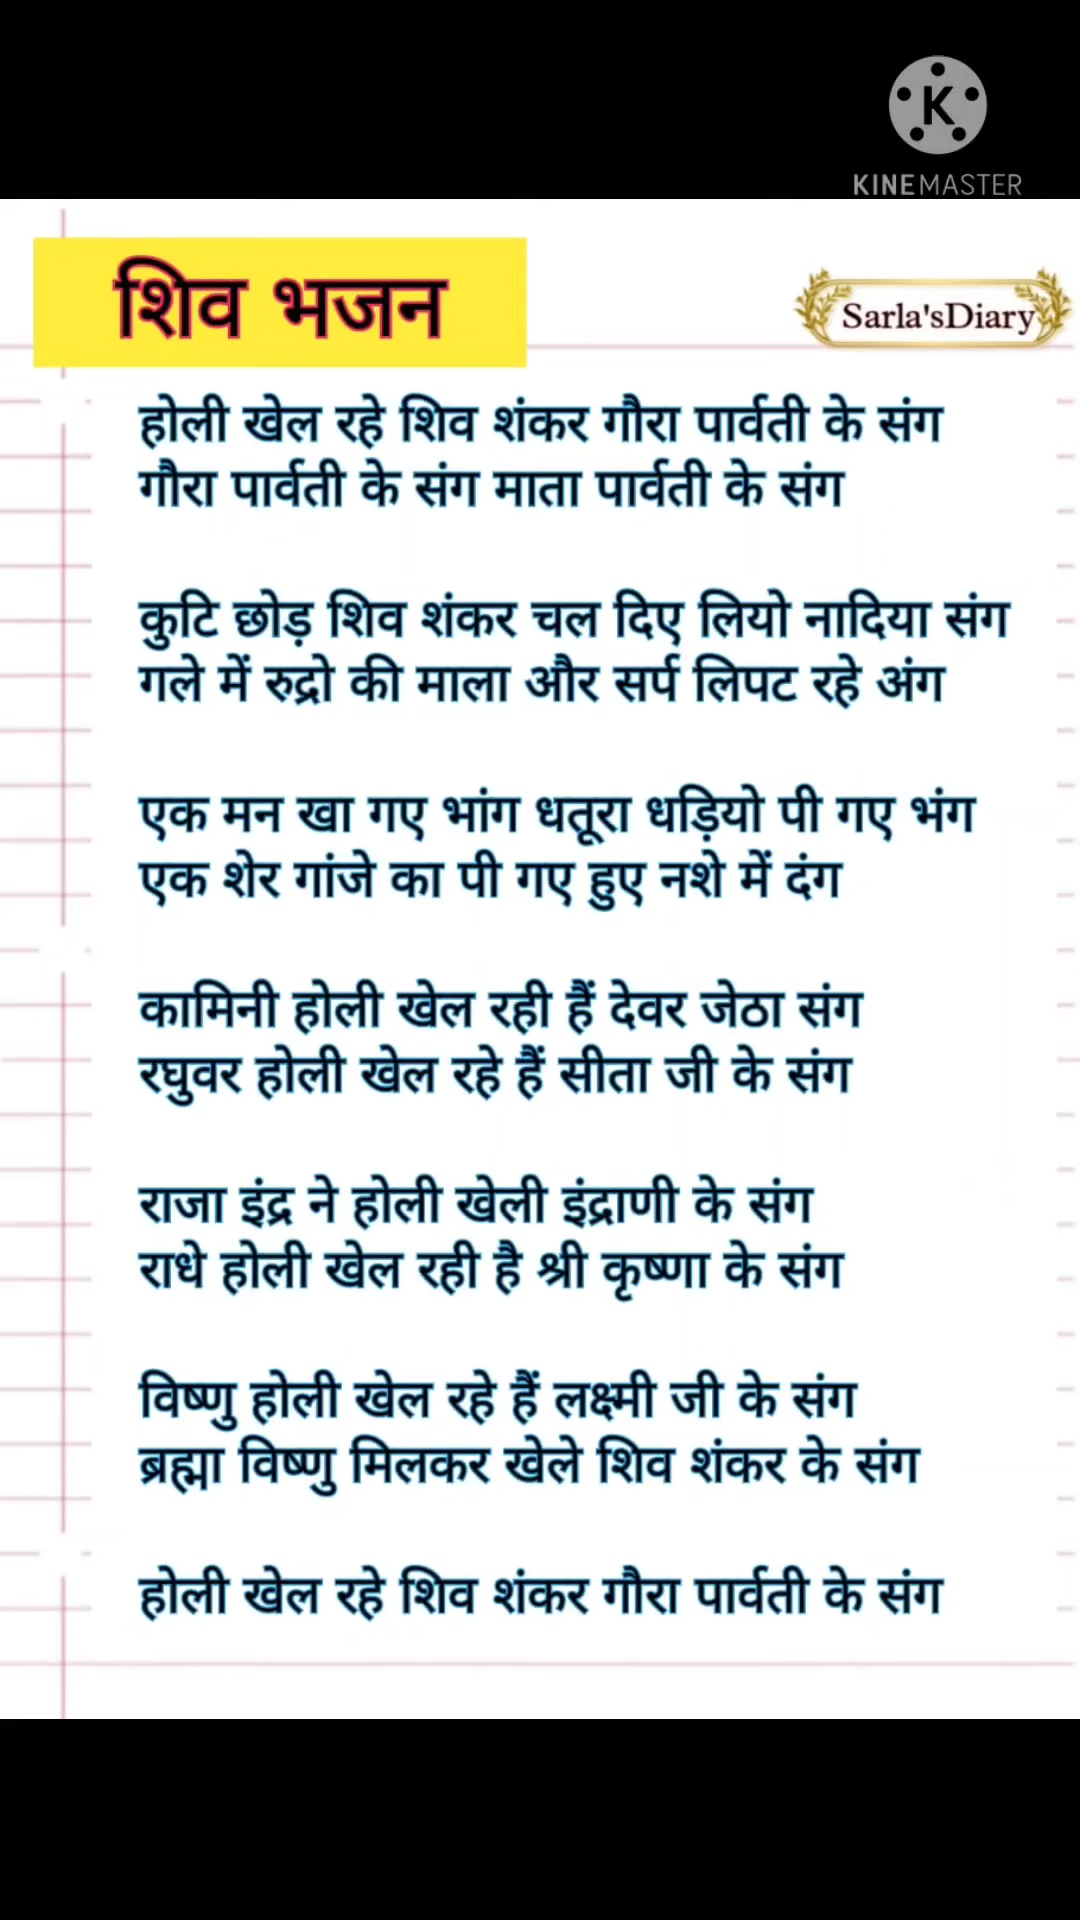 KINEMASTER
शिव भजन
Sarla'sDiary
होली खेल रहे शिव शंकर गौरा पार्वती के संग
गौरा पार्वती के संग माता पार्वती के संग
कुटि छोड़ शिव शंकर चल दिए लियो नादिया संग
गले में रुद्रो की माला और सर्प लिपट रहे अंग
एक मन खा गए भांग धतूरा धड़ियो पी गए भंग
एक शेर गांजे का पी गए हुए नशे में दंग
कामिनी होली खेल रही हैं देवर जेठा संग
रघुवर होली खेल रहे हैं सीता जी के संग
राजा इंद्र ने होली खेली इंद्राणी के संग
राधे होली खेल रही है श्री कृष्णा के संग
विष्णु होली खेल रहे हैं लक्ष्मी जी के संग
ब्रह्मा विष्णु मिलकर खेले शिव शंकर के संग
होली खेल रहे शिव शंकर गौरा पार्वती के संग